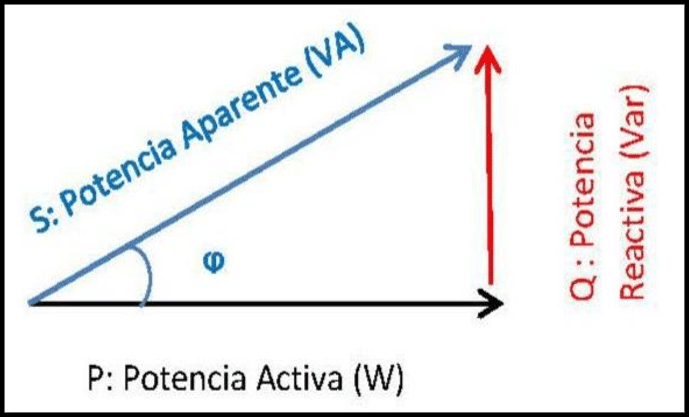 S: Potencia Aparente (VA)
φ
Q : Potencia
Reactiva (Var)
P: Potencia Activa (W)